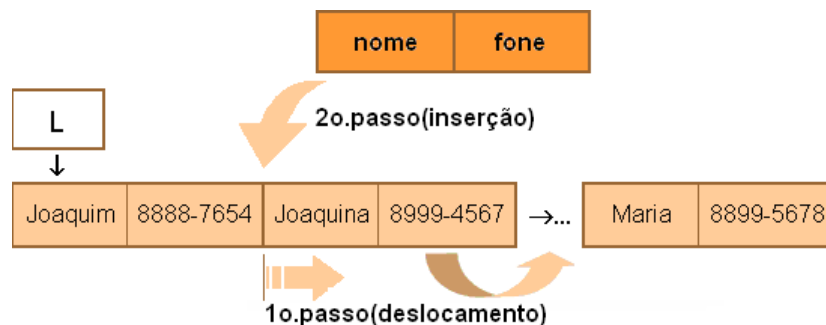 nome fone
2o.passo(inserção)
L
↓
Joaquim 8888-7654 Joaquina 8999-4567 →... Maria 8899-5678
1o.passo(deslocamento)